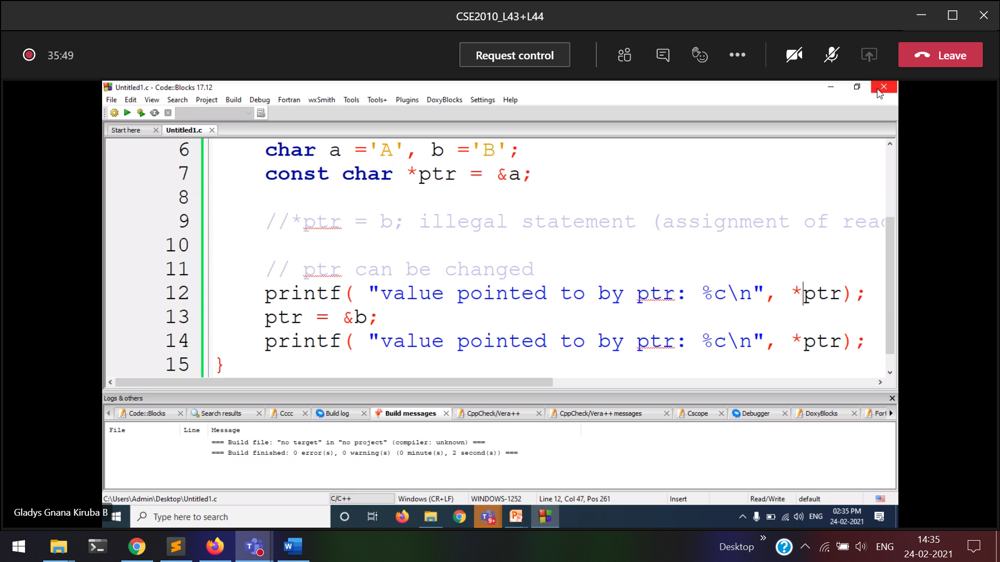 CSE2010_L43+L44
35:49
Request control
Leave
Untitled1.c - Code::Blocks 17.12
File Edit View Search Project Build Debug Fortran wxSmith Tools Tools+ Plugins DoxyBlocks Settings Help
Start here Untitled1.c
6 char a ='A', b ='B';
7 const char *ptr = &a;
8
9 //*ptr = b; illegal statement (assignment of
10
11 // ptr can be changed
12 printf( "value pointed to by ptr: %c\n", *ptr);
13 ptr = &b;
14 printf( "value pointed to by ptr: %c\n", *ptr);
15 }
Logs & others
Code::Blocks Search results Cccc Build log Build messages CppCheck/Vera++ CppCheck/Vera++ messages Cscope Debugger DoxyBlocks Fort
File Line Message
=== Build file: "no target" in "no project" (compiler: unknown) ===
=== Build finished: 0 error(s), 0 warning(s) (0 minute(s), 2 second(s)) ===
C:\Users\Admin\Desktop\Untitled1.c C/C++ Windows (CR+LF) WINDOWS-1252 Line 12, Col 47, Pos 261 Insert Read/Write default
Gladys Gnana Kiruba B
Type here to search
9+
ENG
02:35 PM
24-02-2021
Desktop
ENG
14:35
24-02-2021